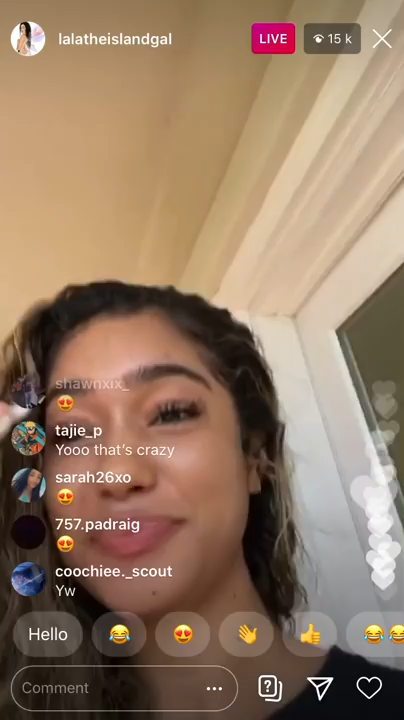 lalatheislandgal
LIVE
15 k
shawnxix_
😍
tajie_p
Yooo that's crazy
sarah26xo
😍
757.padraig
😍
coochiee._scout
Yw
Hello 😂 😍 👋 👍 😂😂
Comment